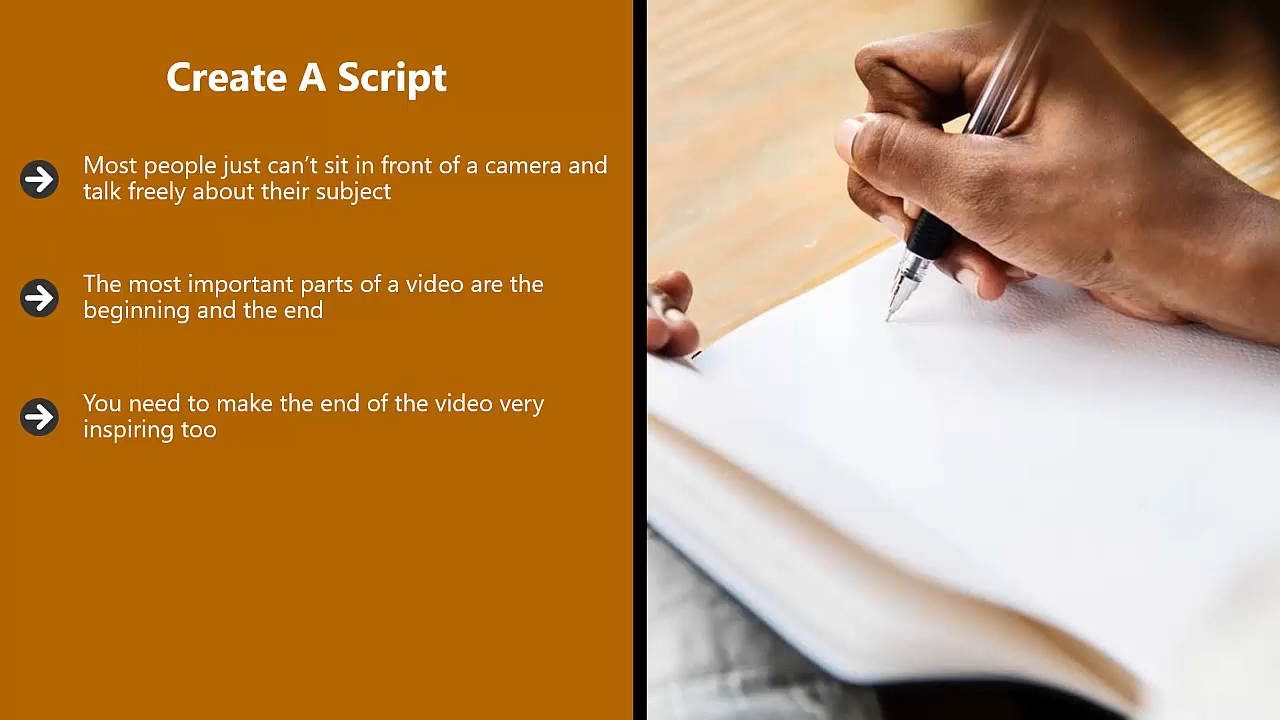 Create A Script
Most people just can’t sit in front of a camera and
talk freely about their subject
The most important parts of a video are the
beginning and the end
You need to make the end of the video very
inspiring too